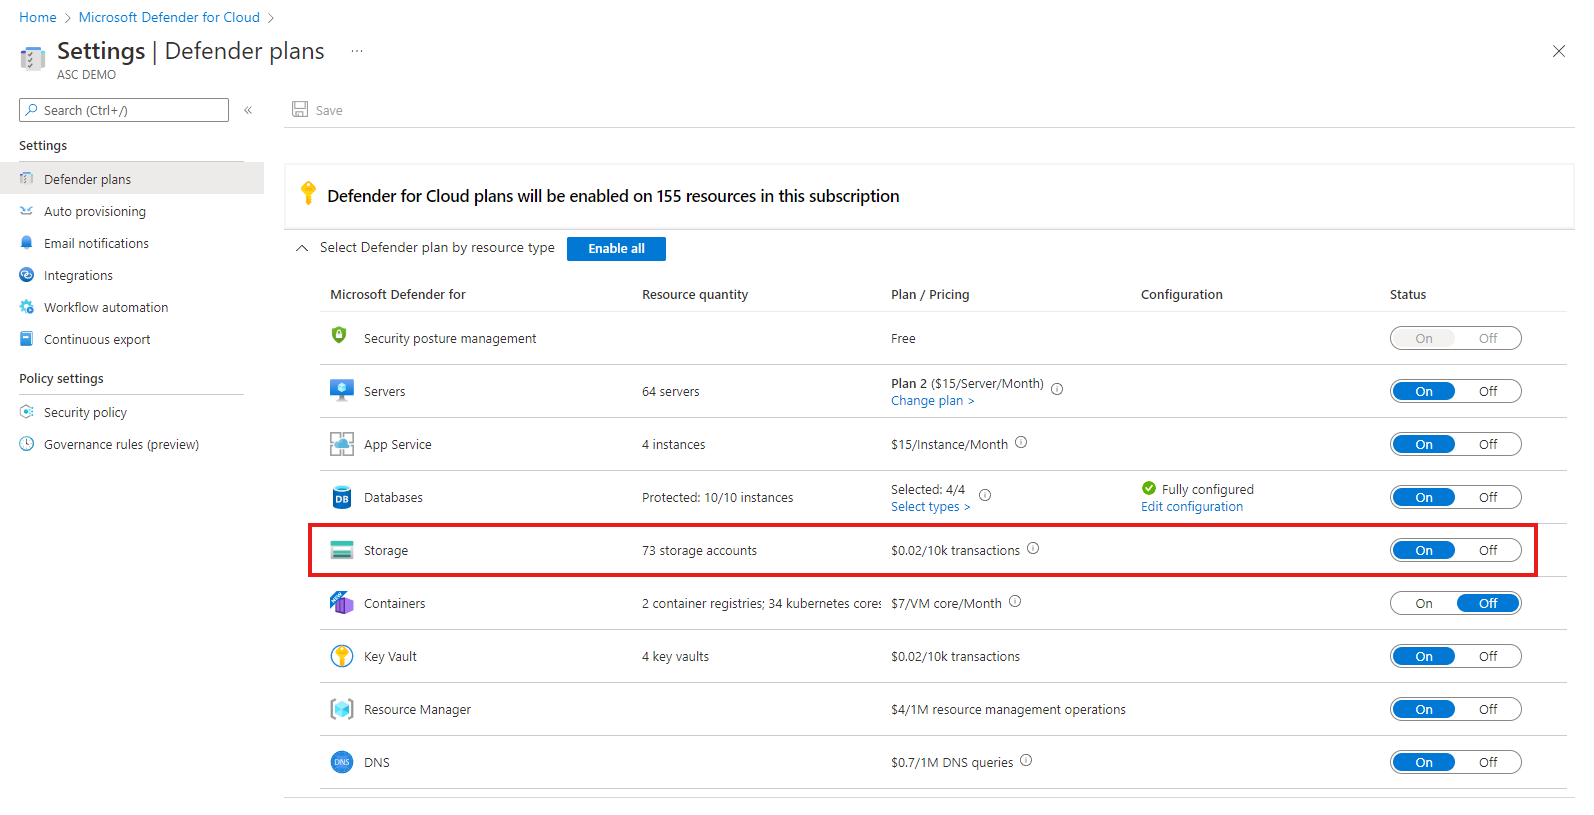 Home > Microsoft Defender for Cloud >
Settings | Defender plans ...
ASC DEMO
Search (Ctrl+/) «
Save
Settings
Defender plans
Auto provisioning
Email notifications
Integrations
Workflow automation
Continuous export
Policy settings
Security policy
Governance rules (preview)
Defender for Cloud plans will be enabled on 155 resources in this subscription
Select Defender plan by resource type Enable all
Microsoft Defender for Resource quantity Plan / Pricing Configuration Status
Security posture management Free On Off
Servers 64 servers Plan 2 ($15/Server/Month) On Off
Change plan >
App Service 4 instances $15/Instance/Month On Off
DB Databases Protected: 10/10 instances Selected: 4/4 Fully configured On Off
Select types > Edit configuration
Storage 73 storage accounts $0.02/10k transactions On Off
NEW Containers 2 container registries; 34 kubernetes cores $7/VM core/Month On Off
Key Vault 4 key vaults $0.02/10k transactions On Off
Resource Manager $4/1M resource management operations On Off
DNS DNS $0.7/1M DNS queries On Off